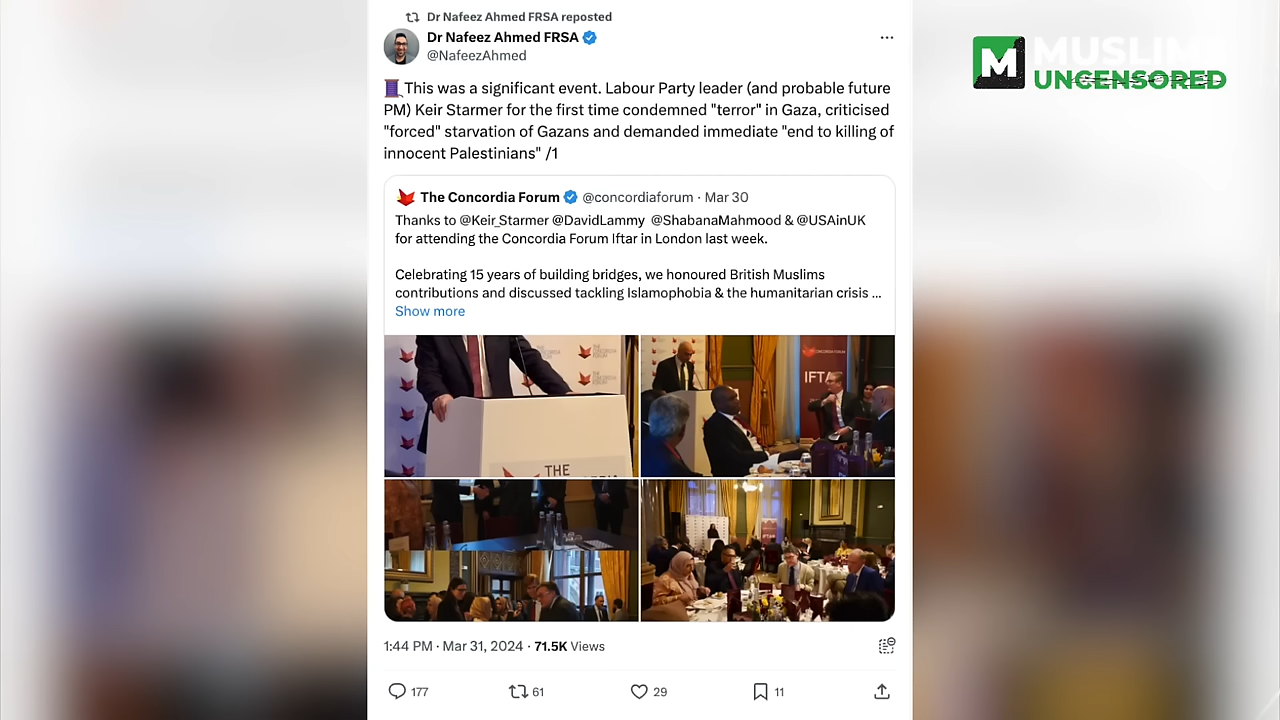 Dr Nafeez Ahmed FRSA reposted
Dr Nafeez Ahmed FRSA
@NafeezAhmed
This was a significant event. Labour Party leader (and probable future
PM) Keir Starmer for the first time condemned "terror" in Gaza, criticised
"forced" starvation of Gazans and demanded immediate "end to killing of
innocent Palestinians" /1
The Concordia Forum @concordiaforum · Mar 30
Thanks to @Keir_Starmer @DavidLammy @ShabanaMahmood & @USAinUK
for attending the Concordia Forum Iftar in London last week.
Celebrating 15 years of building bridges, we honoured British Muslims
contributions and discussed tackling Islamophobia & the humanitarian crisis ...
Show more
THE
IFTA
1:44 PM · Mar 31, 2024 · 71.5K Views
177 61 29 11
M MUSLIM
UNCENSORED